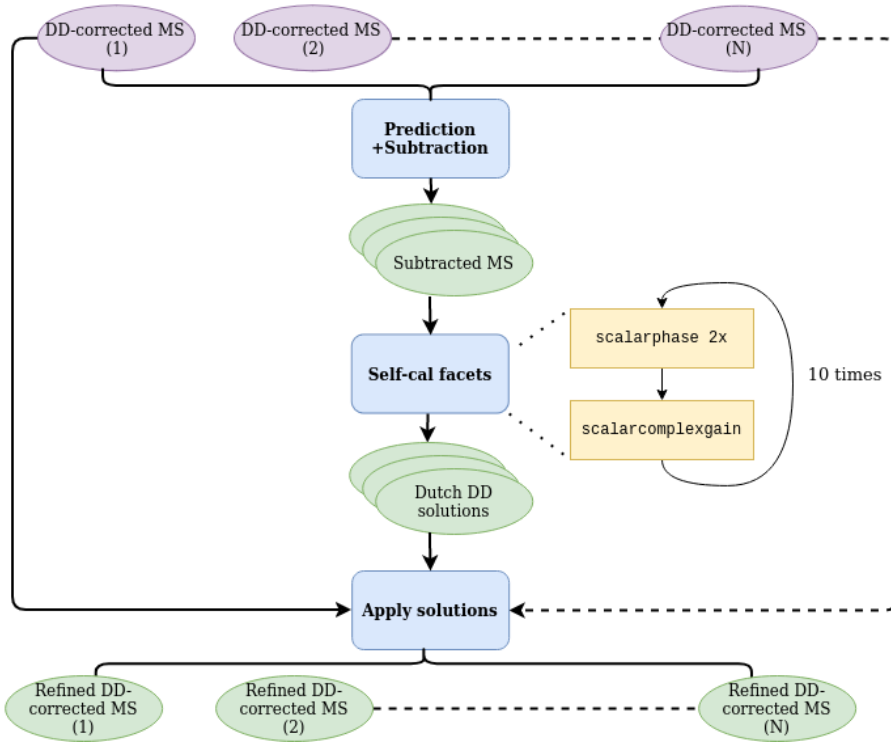 DD-corrected MS
(1)
DD-corrected MS
(2)
DD-corrected MS
(N)
Prediction
+Subtraction
Subtracted MS
Self-cal facets
scalarphase 2x
10 times
scalarcomplexgain
Dutch DD
solutions
Apply solutions
Refined DD-
corrected MS
(1)
Refined DD-
corrected MS
(2)
Refined DD-
corrected MS
(N)